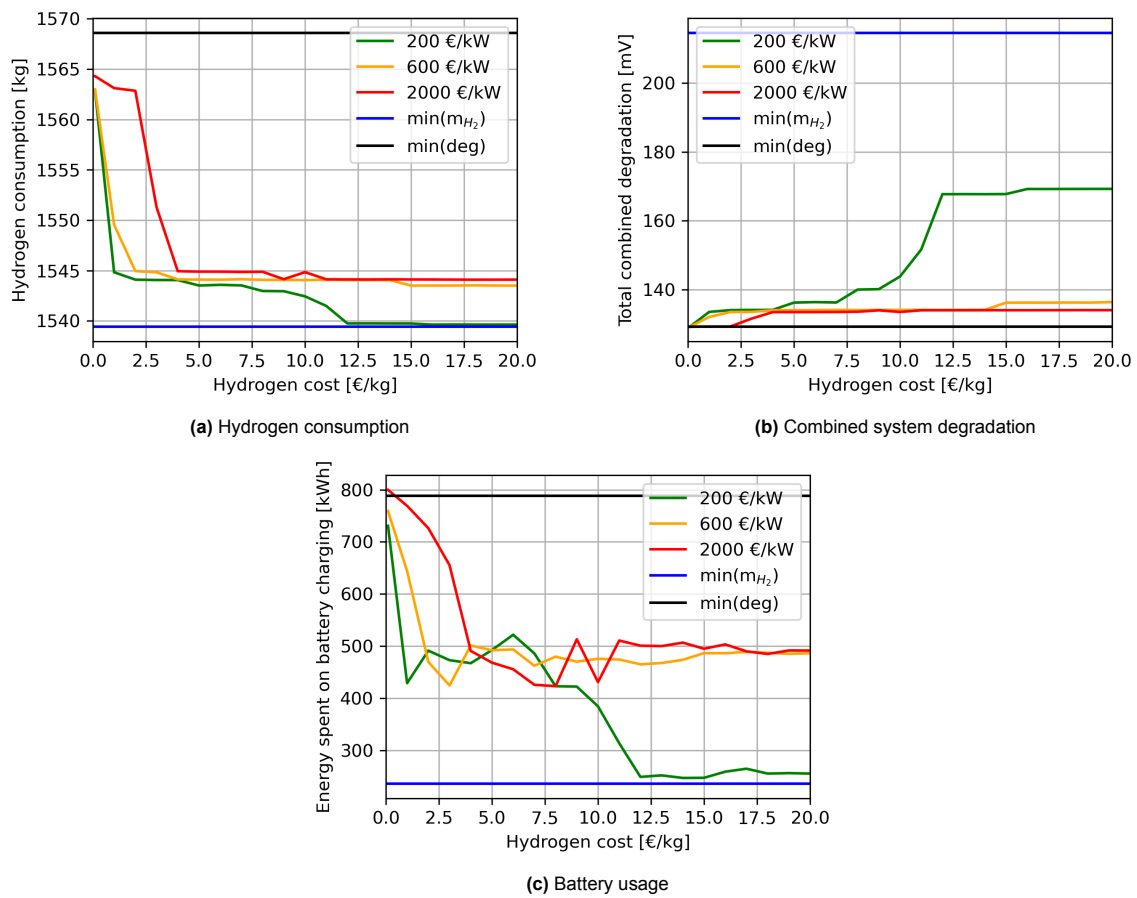 1570
1565
1560
1555
1550
1545
1540
Hydrogen consumption [kg]
200 €/kW
600 €/kW
2000 €/kW
min(m_{H_2})
min(deg)
0.0 2.5 5.0 7.5 10.0 12.5 15.0 17.5 20.0
Hydrogen cost [€/kg]
(a) Hydrogen consumption
200
180
160
140
Total combined degradation [mV]
200 €/kW
600 €/kW
2000 €/kW
min(m_{H_2})
min(deg)
0.0 2.5 5.0 7.5 10.0 12.5 15.0 17.5 20.0
Hydrogen cost [€/kg]
(b) Combined system degradation
800
700
600
500
400
300
Energy spent on battery charging [kWh]
200 €/kW
600 €/kW
2000 €/kW
min(m_{H_2})
min(deg)
0.0 2.5 5.0 7.5 10.0 12.5 15.0 17.5 20.0
Hydrogen cost [€/kg]
(c) Battery usage